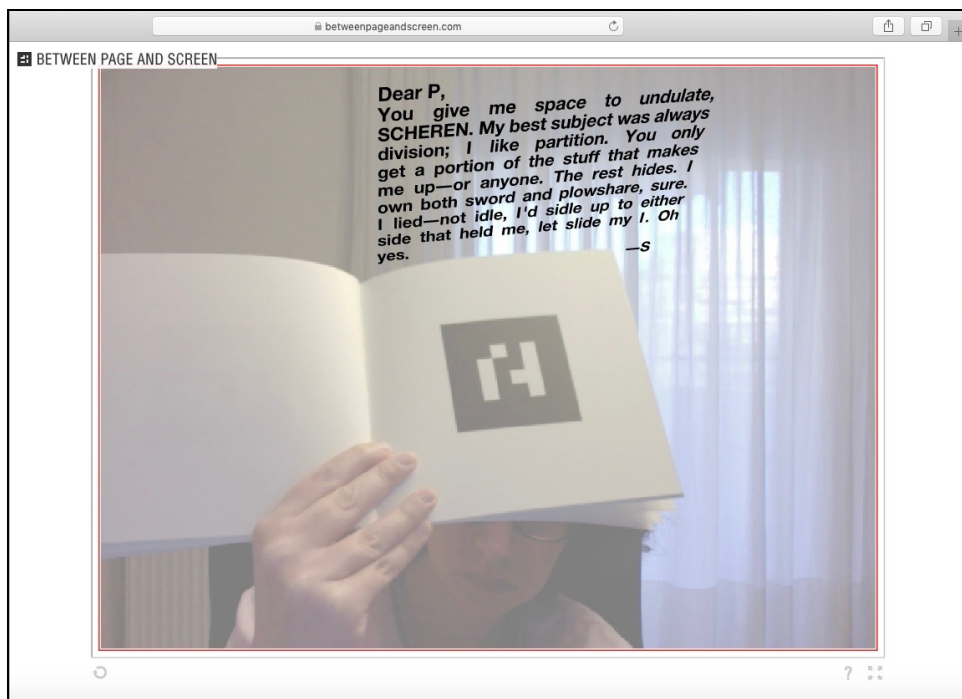 betweenpageandscreen.com
BETWEEN PAGE AND SCREEN
Dear P,
You give me space to undulate,
SCHEREN. My best subject was always
division; I like partition. You only
get a portion of the stuff that makes
me up—or anyone. The rest hides. I
own both sword and plowshare, sure.
I lied—not idle, I'd sidle up to either
side that held me, let slide my I. Oh
yes.
—S
?